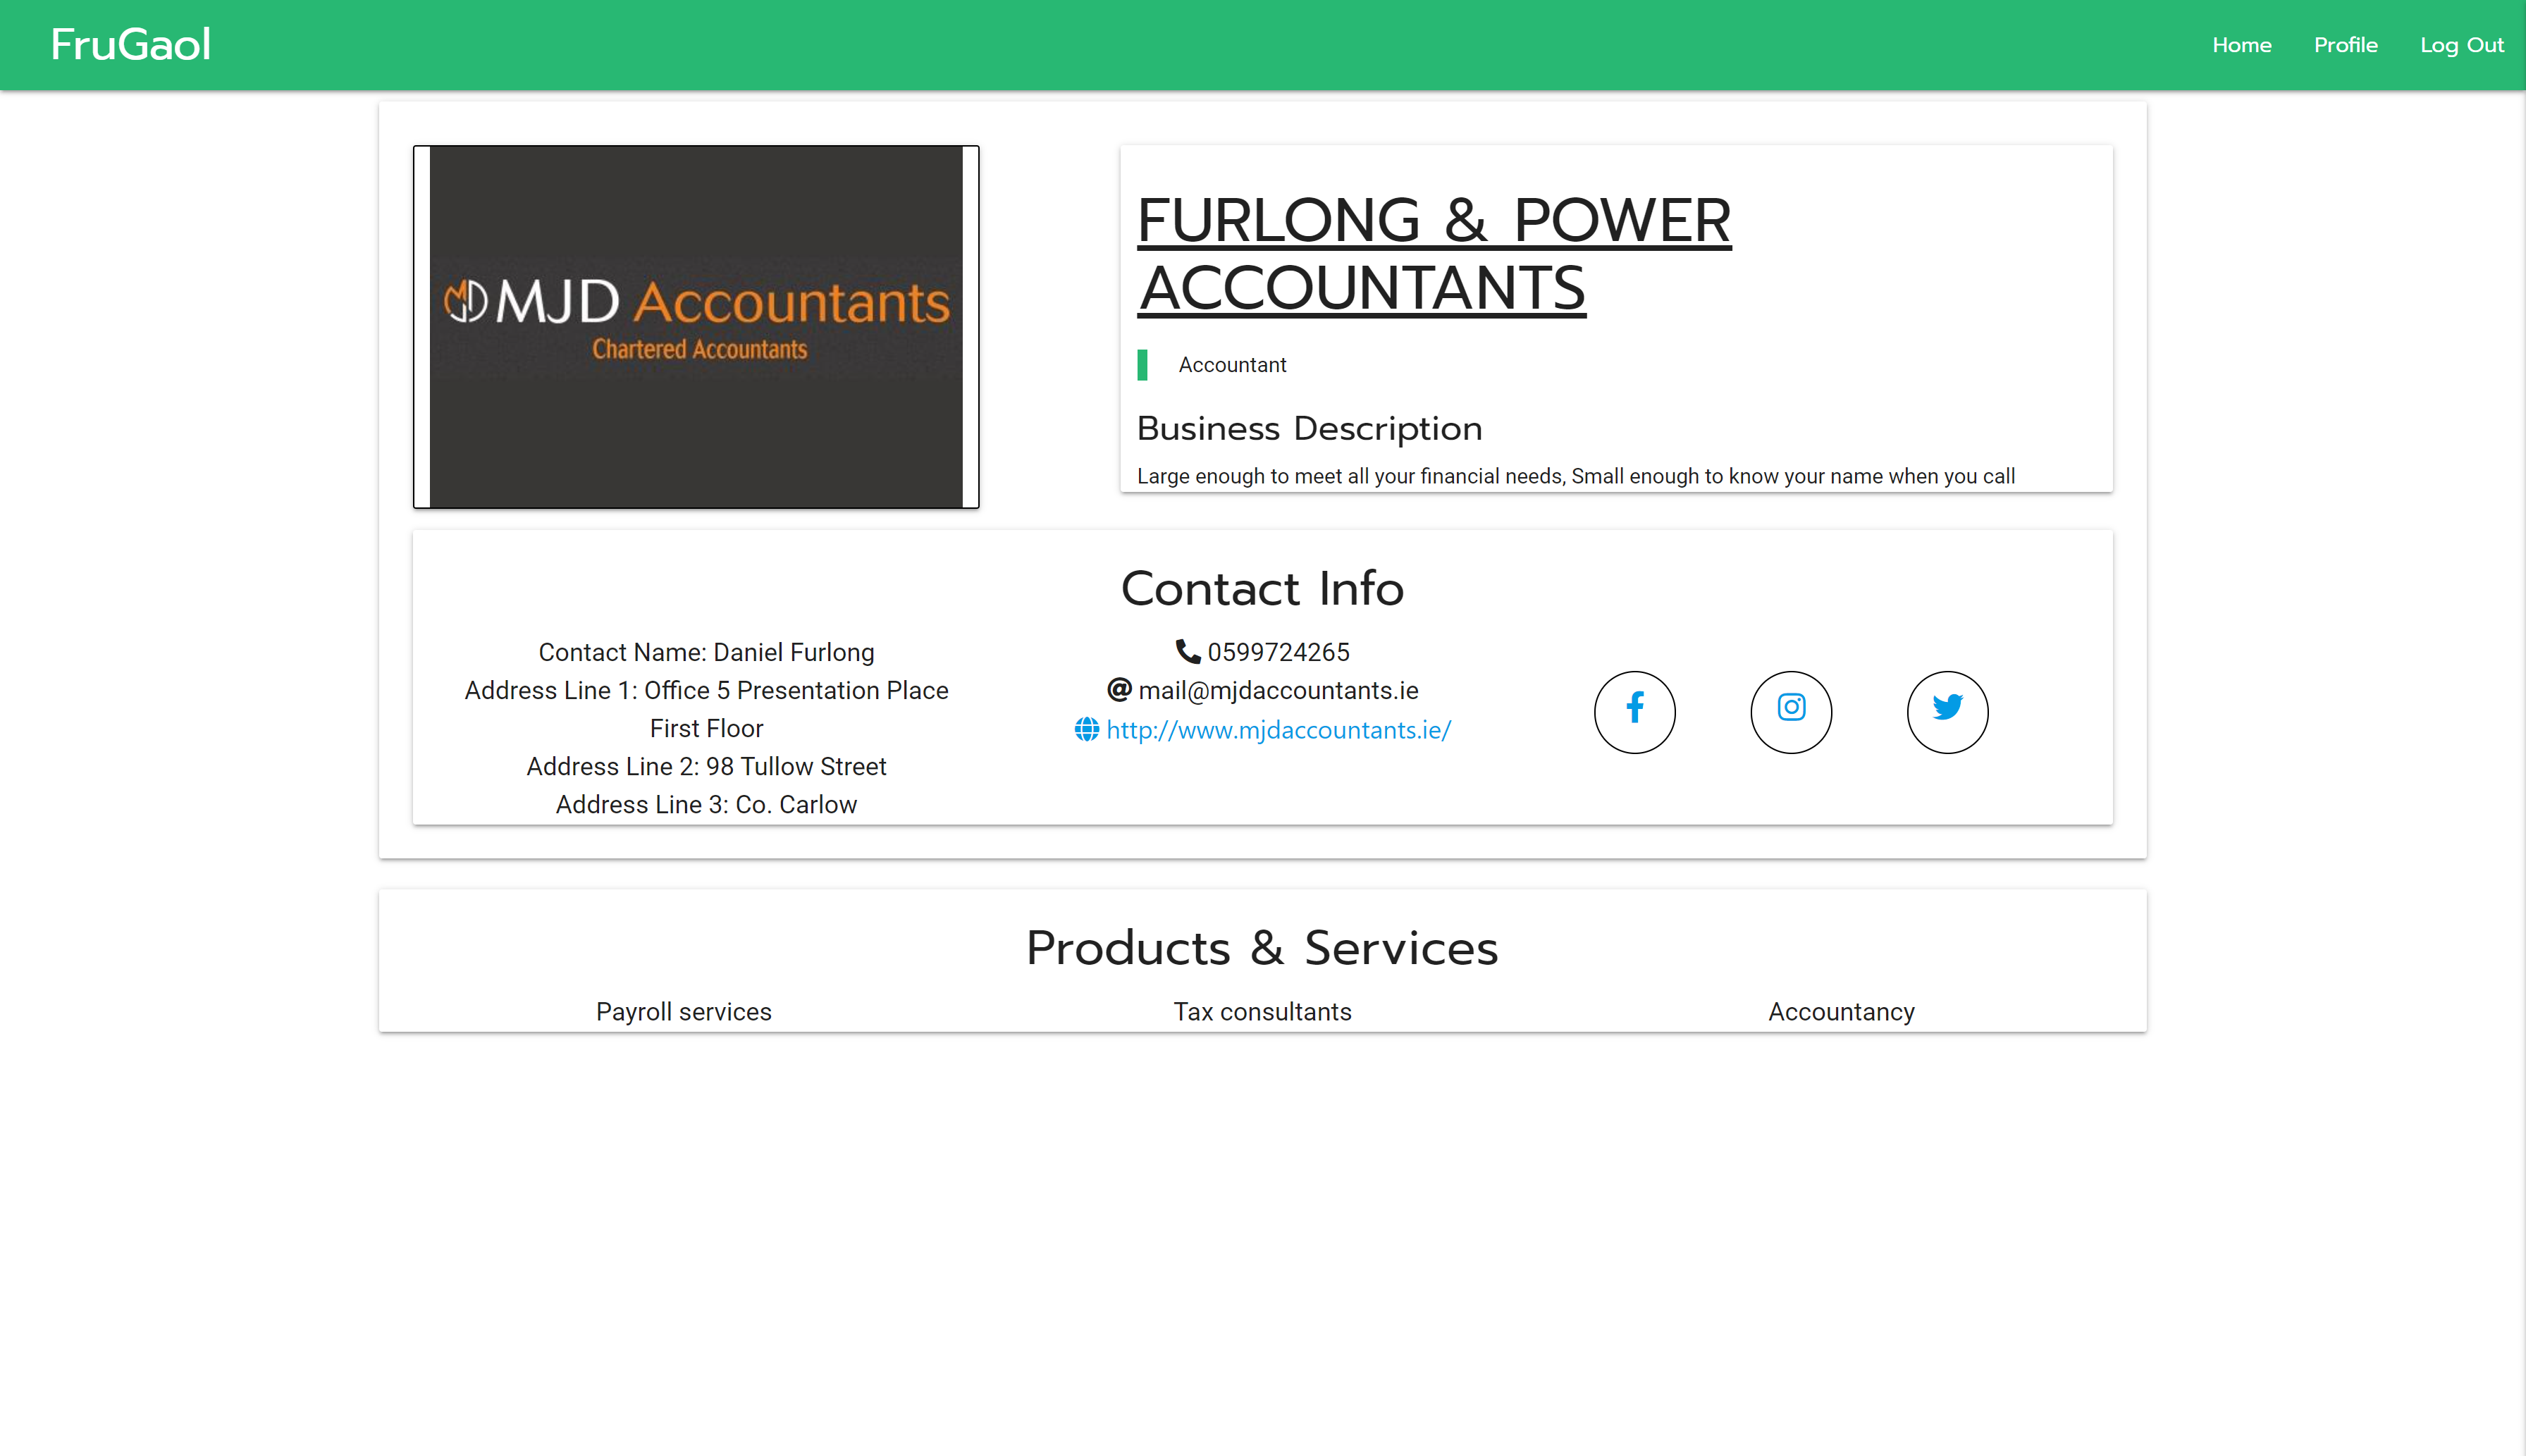 FruGaol
Home
Profile
Log Out
MJD Accountants
Chartered Accountants
FURLONG & POWER
ACCOUNTANTS
Accountant
Business Description
Large enough to meet all your financial needs, Small enough to know your name when you call
Contact Info
Contact Name: Daniel Furlong
Address Line 1: Office 5 Presentation Place
First Floor
Address Line 2: 98 Tullow Street
Address Line 3: Co. Carlow
0599724265
mail@mjdaccountants.ie
http://www.mjdaccountants.ie/
Products & Services
Payroll services
Tax consultants
Accountancy